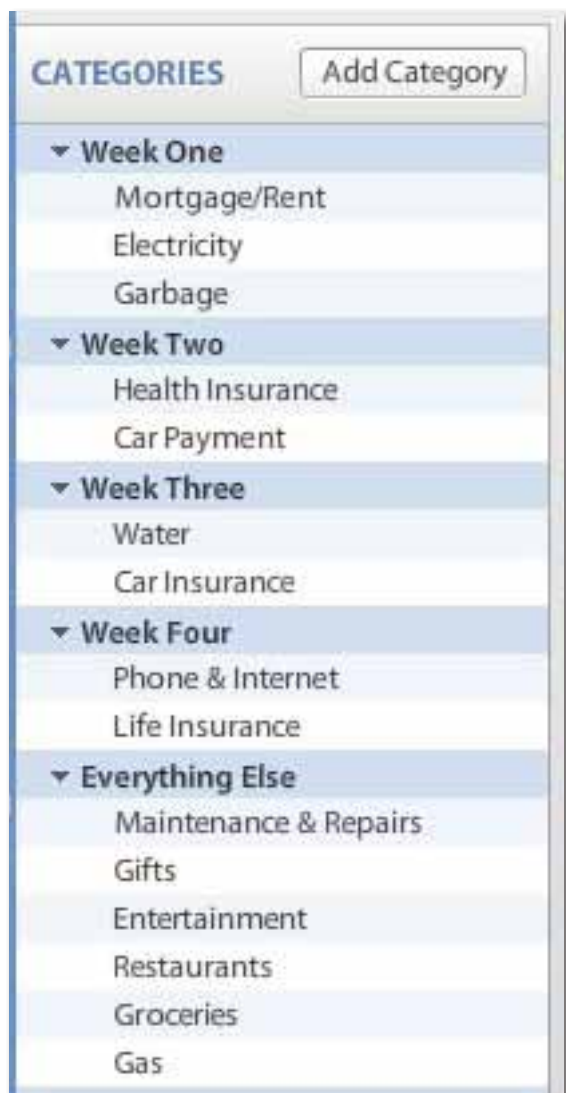 CATEGORIES Add Category
Week One
Mortgage/Rent
Electricity
Garbage
Week Two
Health Insurance
Car Payment
Week Three
Water
Car Insurance
Week Four
Phone & Internet
Life Insurance
Everything Else
Maintenance & Repairs
Gifts
Entertainment
Restaurants
Groceries
Gas